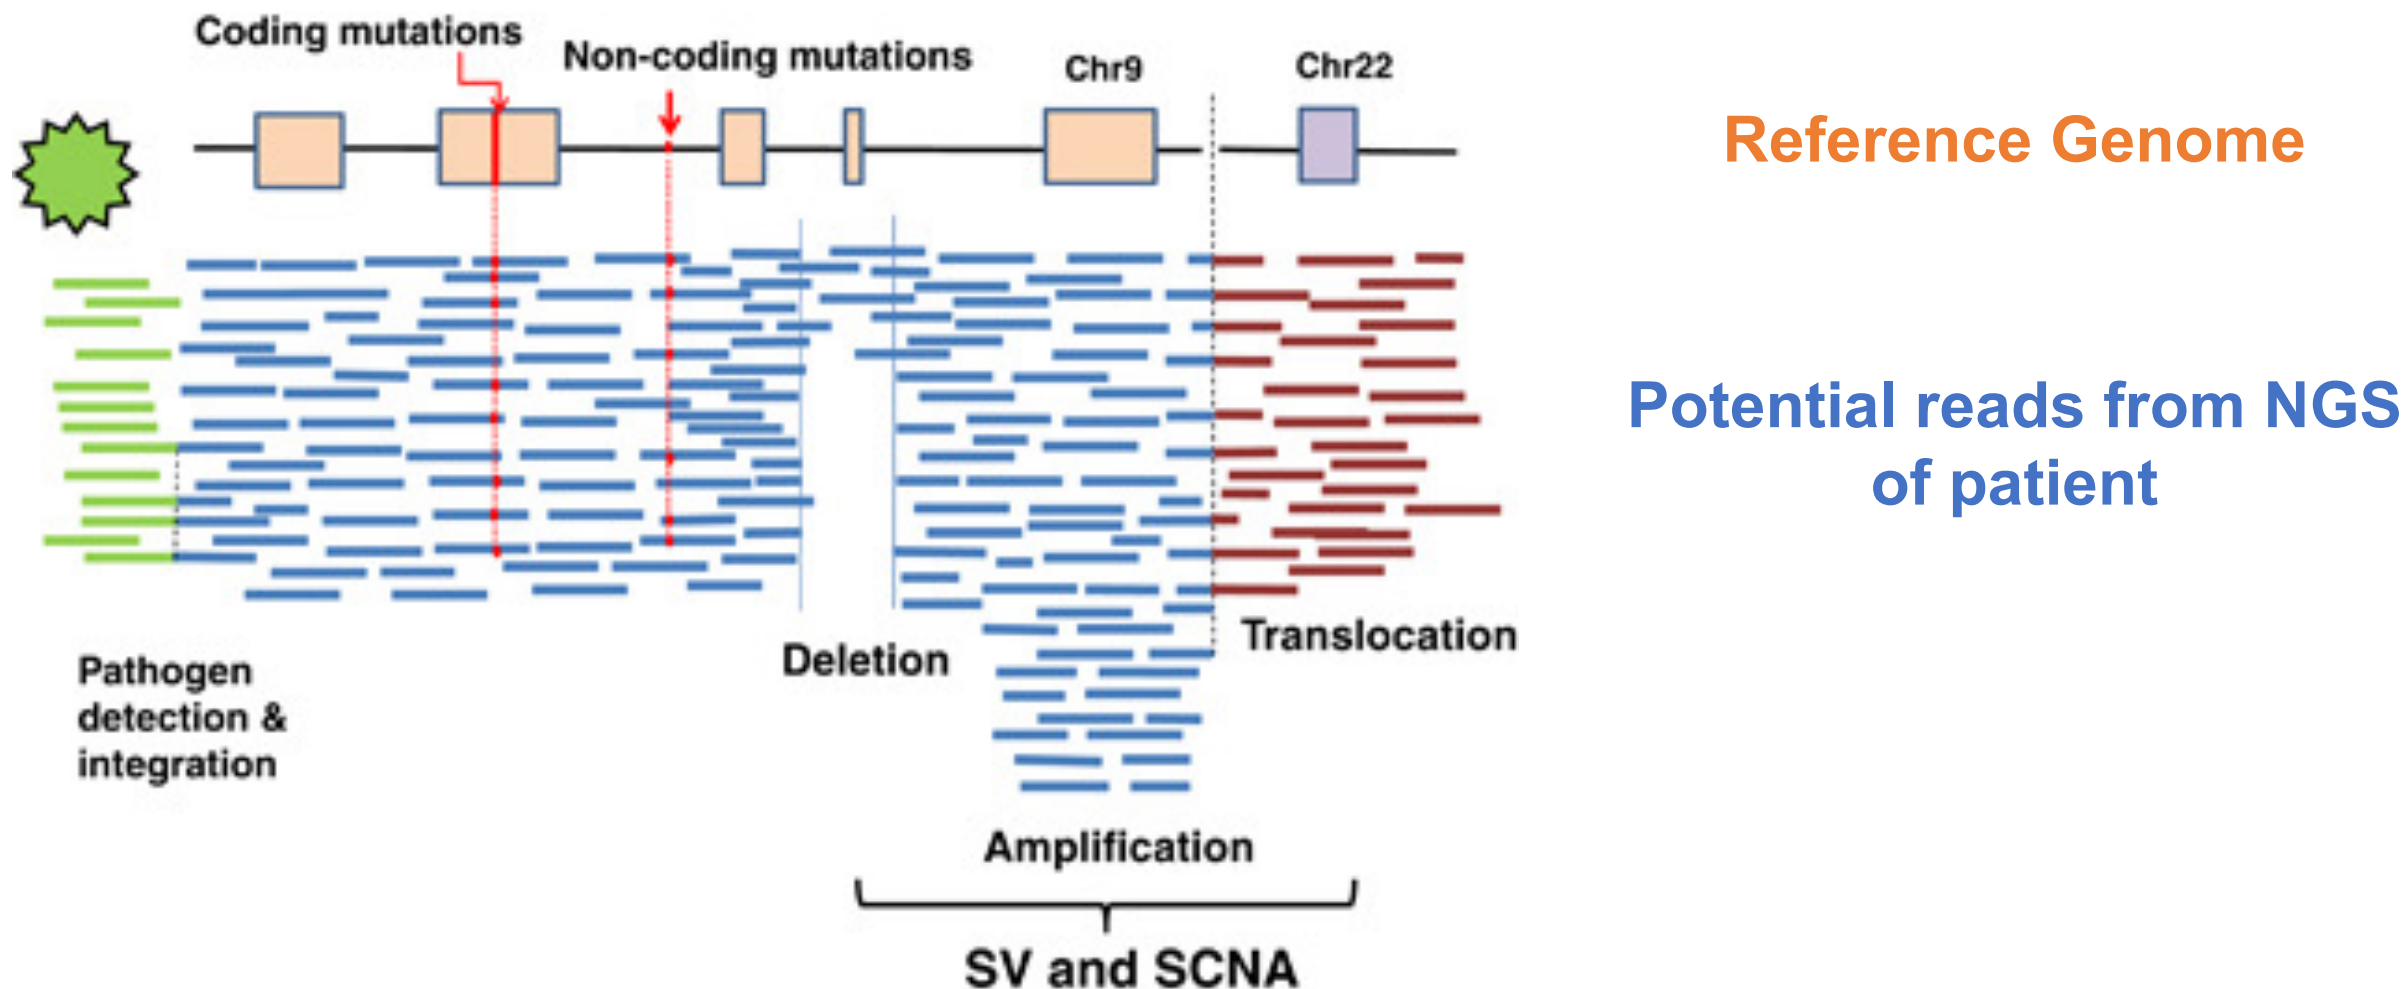 Coding mutations
Non-coding mutations
Chr9
Chr22
Reference Genome
Potential reads from NGS
of patient
Pathogen
detection &
integration
Deletion
Translocation
Amplification
SV and SCNA